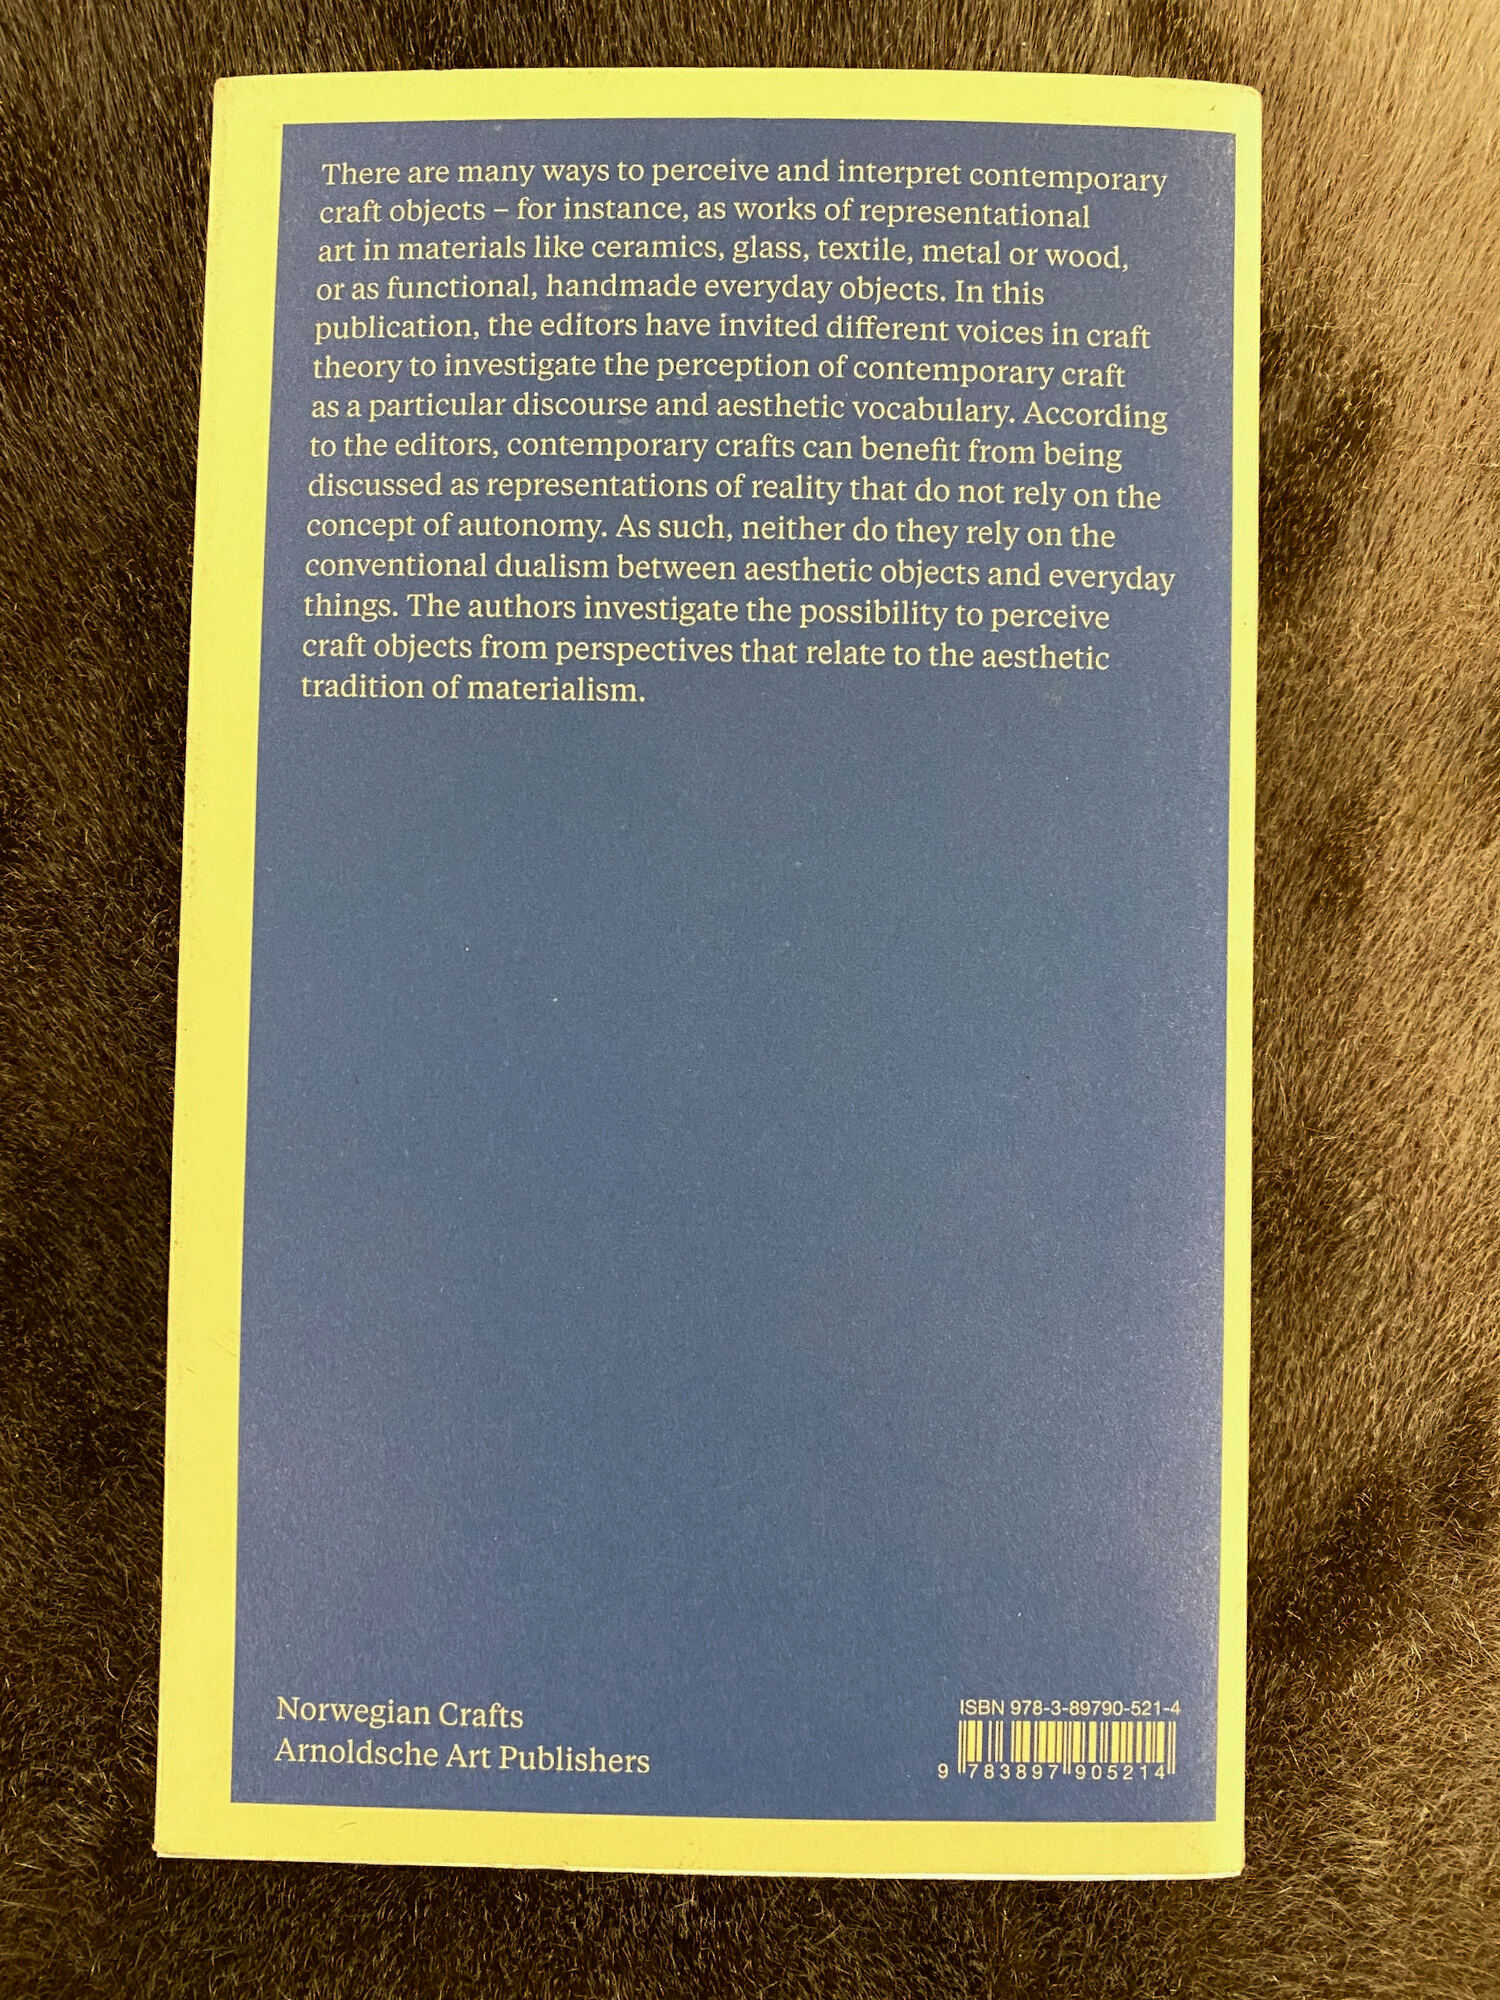 There are many ways to perceive and interpret contemporary
craft objects – for instance, as works of representational
art in materials like ceramics, glass, textile, metal or wood,
or as functional, handmade everyday objects. In this
publication, the editors have invited different voices in craft
theory to investigate the perception of contemporary craft
as a particular discourse and aesthetic vocabulary. According
to the editors, contemporary crafts can benefit from being
discussed as representations of reality that do not rely on the
concept of autonomy. As such, neither do they rely on the
conventional dualism between aesthetic objects and everyday
things. The authors investigate the possibility to perceive
craft objects from perspectives that relate to the aesthetic
tradition of materialism.
Norwegian Crafts
Arnoldsche Art Publishers
ISBN 978-3-89790-521-4
9 783897 905214